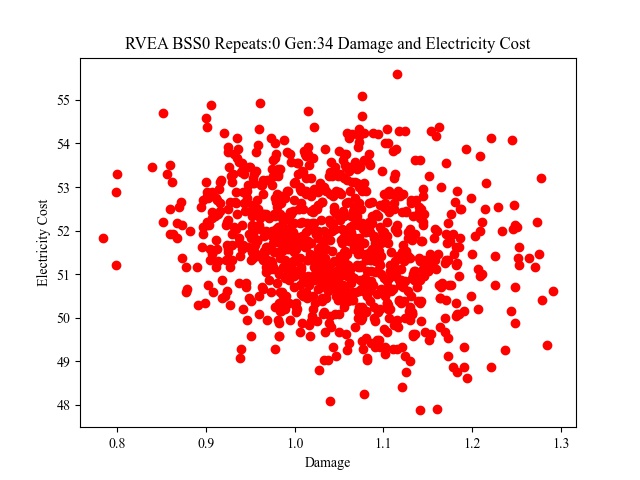 RVEA BSS0 Repeats:0 Gen:34 Damage and Electricity Cost
55
54
53
52
51
50
49
48
Electricity Cost
0.8 0.9 1.0 1.1 1.2 1.3
Damage